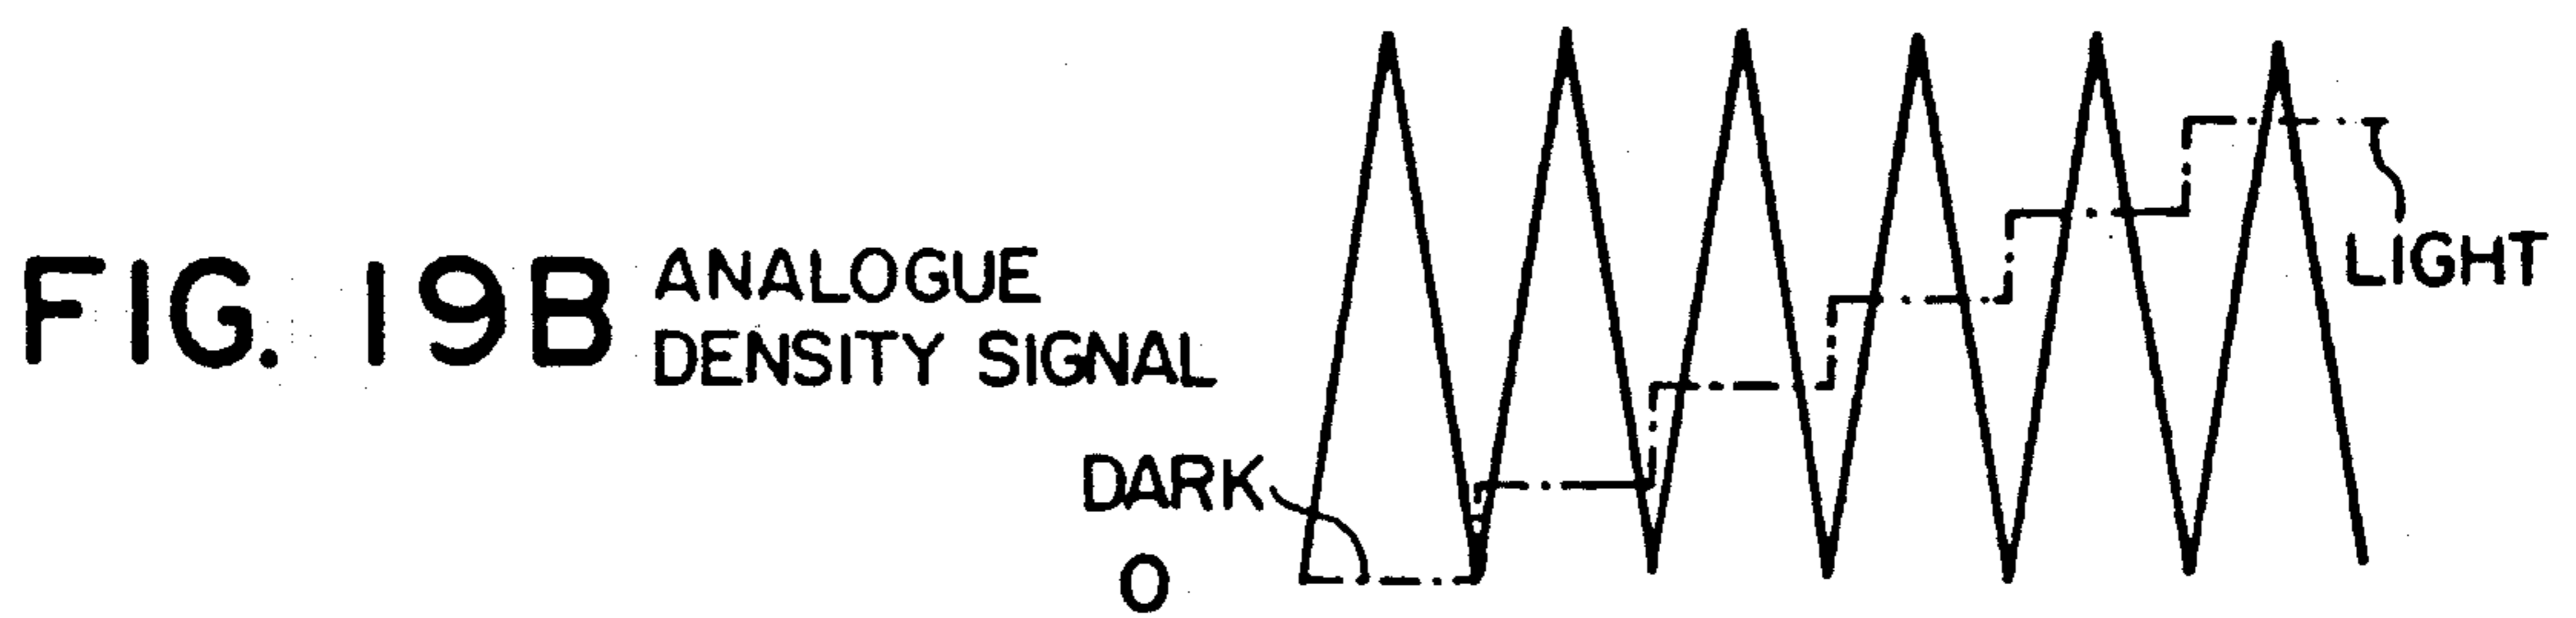 FIG. 19B
ANALOGUE
DENSITY SIGNAL
LIGHT
DARK
0